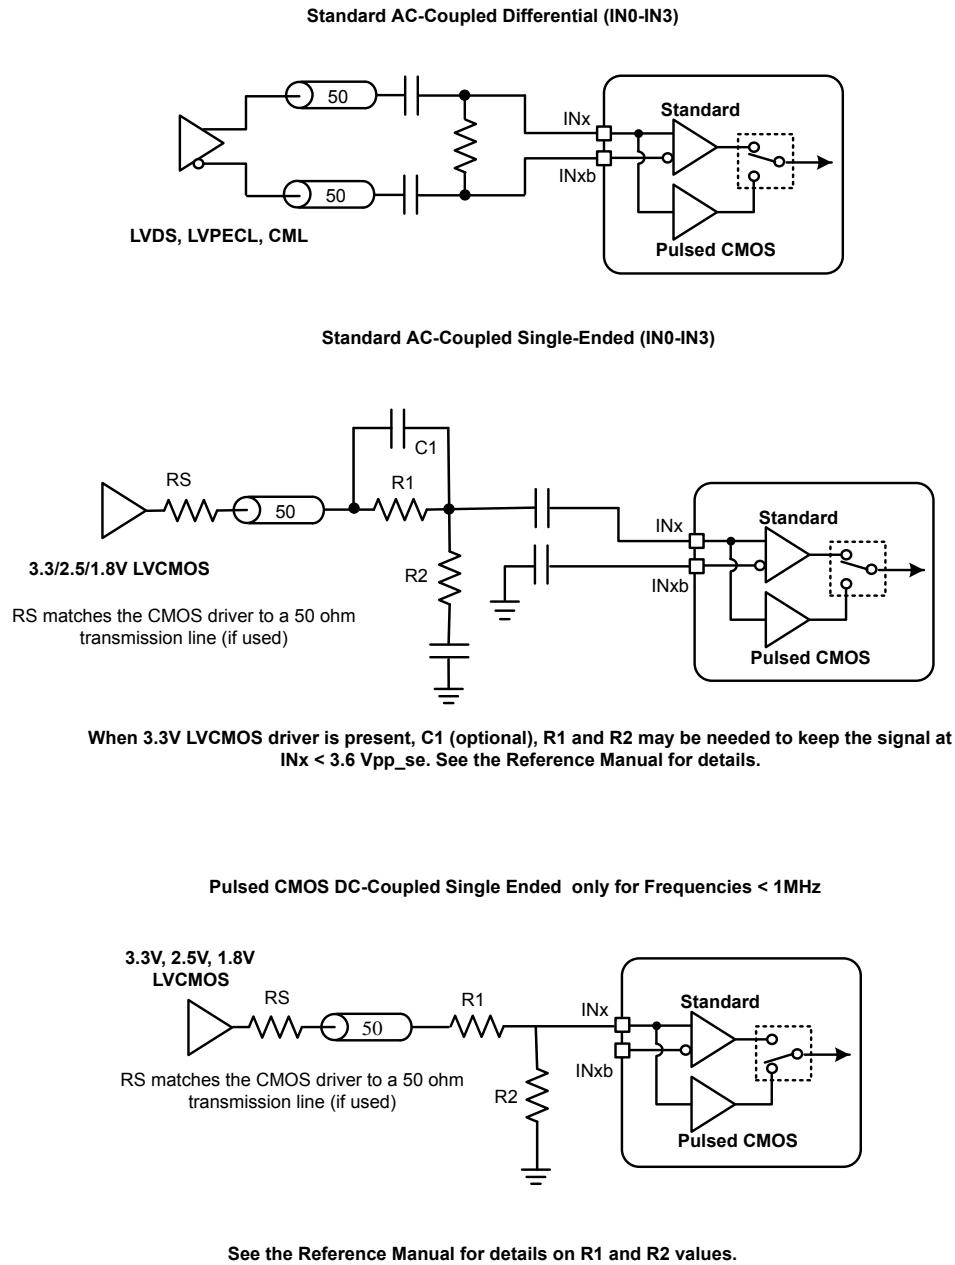 Standard AC-Coupled Differential (IN0-IN3)
50
INx
Standard
50
INxb
LVDS, LVPECL, CML
Pulsed CMOS
Standard AC-Coupled Single-Ended (IN0-IN3)
C1
RS
R1
50
INx
Standard
3.3/2.5/1.8V LVCMOS
R2
INxb
RS matches the CMOS driver to a 50 ohm
transmission line (if used)
Pulsed CMOS
When 3.3V LVCMOS driver is present, C1 (optional), R1 and R2 may be needed to keep the signal at
INx < 3.6 Vpp_se. See the Reference Manual for details.
Pulsed CMOS DC-Coupled Single Ended  only for Frequencies < 1MHz
3.3V, 2.5V, 1.8V
LVCMOS
RS
R1
50
INx
Standard
INxb
RS matches the CMOS driver to a 50 ohm
transmission line (if used)
R2
Pulsed CMOS
See the Reference Manual for details on R1 and R2 values.